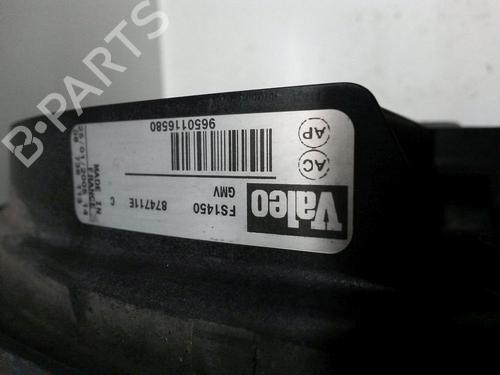 Valeo
FS1450
GMV
874711E C
MADE IN
FRANCE
9650116580
AC
AP
B-PARTS